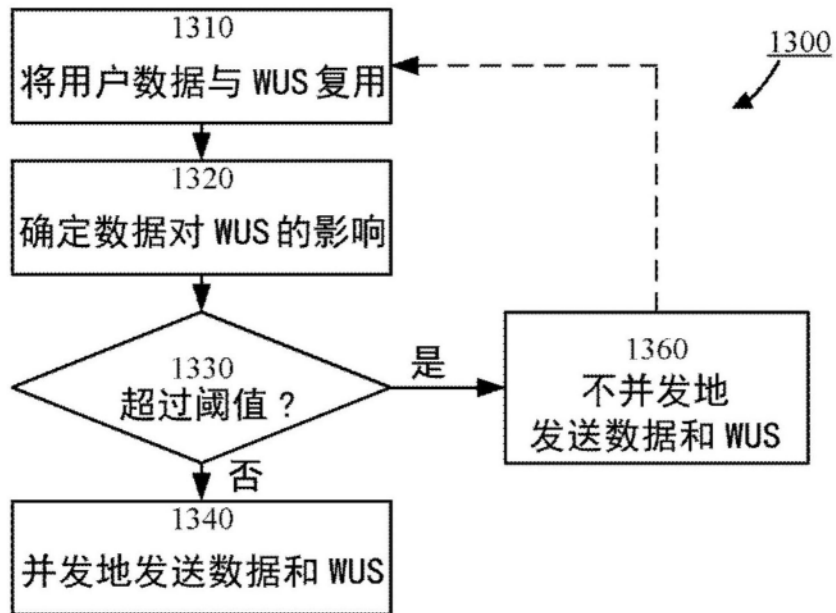 1300
1310
将用户数据与 WUS 复用
1320
确定数据对 WUS 的影响
1330
超过阈值?
是
1360
不并发地
发送数据和 WUS
否
1340
并发地发送数据和 WUS